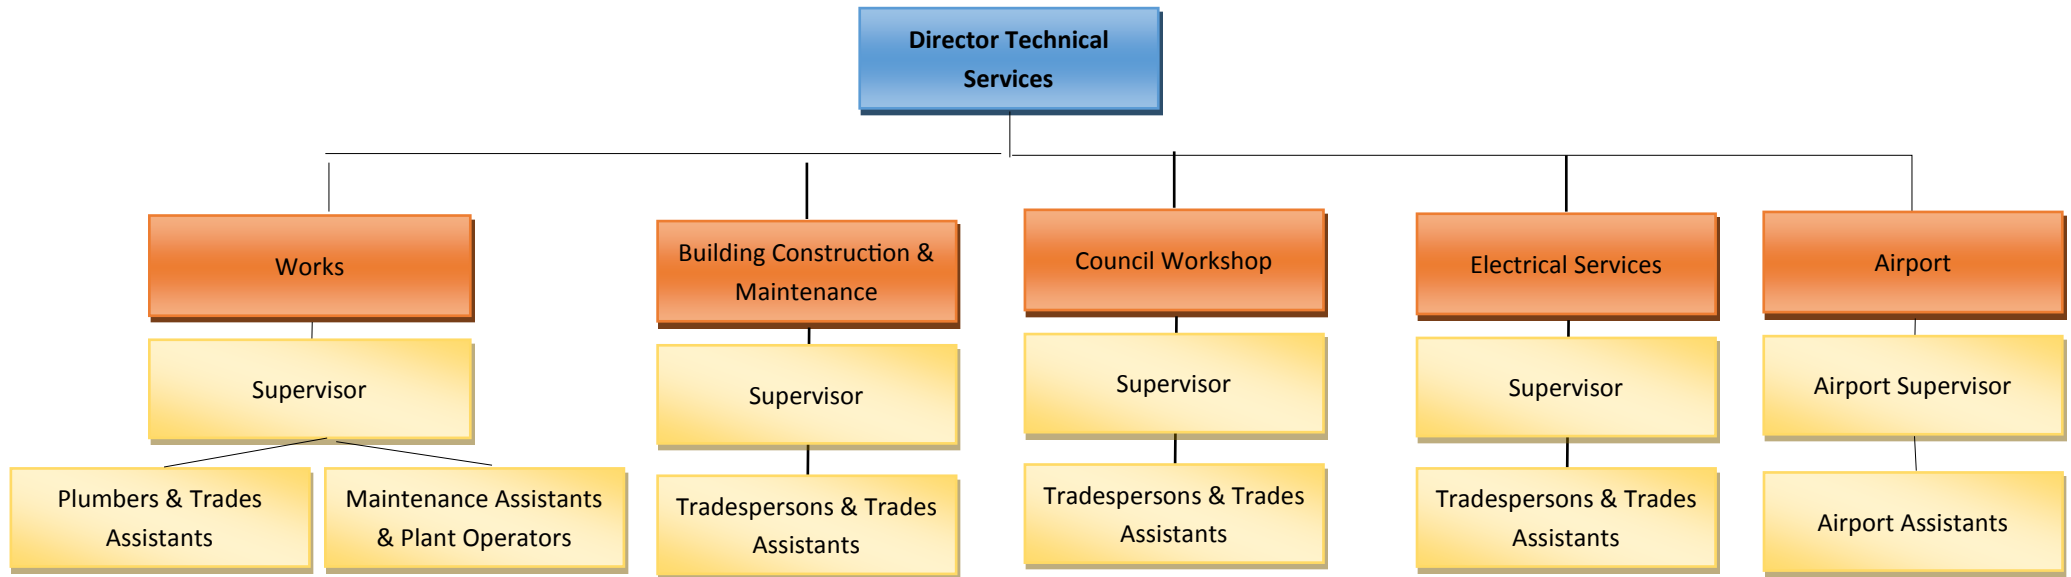 Director Technical
Services
Works
Building Construction &
Maintenance
Council Workshop
Electrical Services
Airport
Supervisor
Supervisor
Supervisor
Supervisor
Airport Supervisor
Plumbers & Trades
Assistants
Maintenance Assistants
& Plant Operators
Tradespersons & Trades
Assistants
Tradespersons & Trades
Assistants
Tradespersons & Trades
Assistants
Airport Assistants